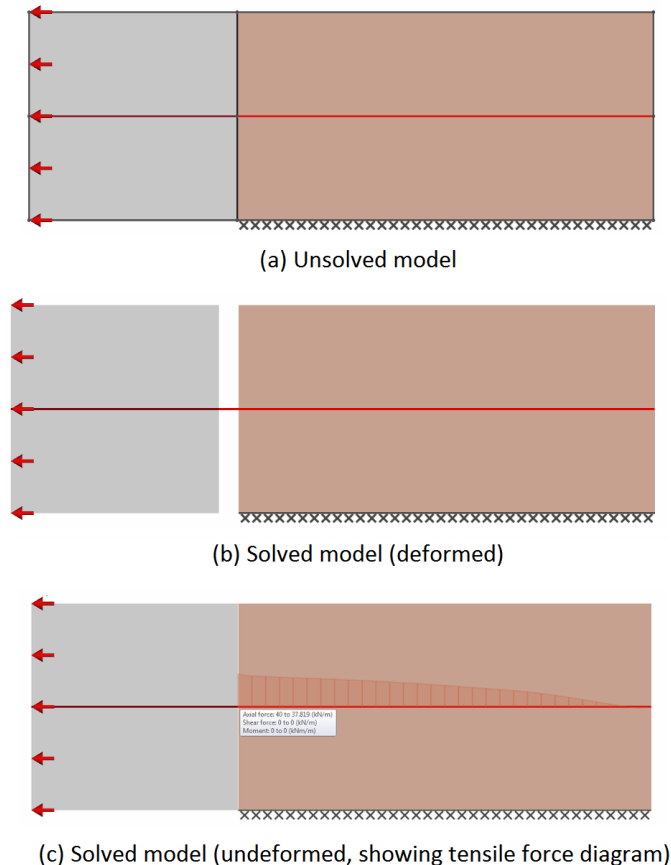 (a) Unsolved model
(b) Solved model (deformed)
Axial force: 40 to 37.819 (kN/m)
Shear force: 0 to 0 (kN/m)
Moment: 0 to 0 (kNm/m)
(c) Solved model (undeformed, showing tensile force diagram)